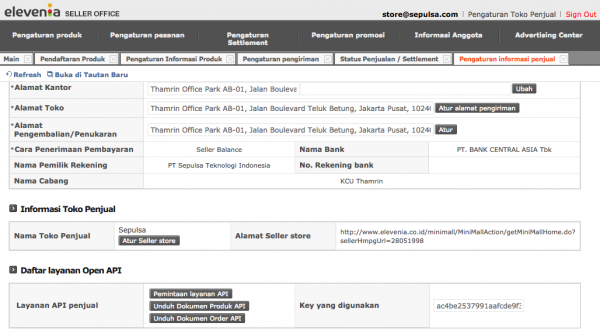 elevenia SELLER OFFICE
store@sepulsa.com | Pengaturan Toko Penjual | Sign Out
Pengaturan produk Pengaturan pesanan Pengaturan Settlement Pengaturan promosi Informasi Anggota Advertising Center
Main Pendaftaran Produk Pengaturan Informasi Produk Pengaturan pengiriman Status Penjualan / Settlement Pengaturan informasi penjual
Refresh Buka di Tautan Baru
*Alamat Kantor Thamrin Office Park AB-01, Jalan Bouleva Ubah
*Alamat Toko Thamrin Office Park AB-01, Jalan Boulevard Teluk Betung, Jakarta Pusat, 1024 Atur alamat pengiriman
*Alamat Pengembalian/Penukaran Thamrin Office Park AB-01, Jalan Boulevard Teluk Betung, Jakarta Pusat, 1024 Atur
*Cara Penerimaan Pembayaran Seller Balance Nama Bank PT. BANK CENTRAL ASIA Tbk
Nama Pemilik Rekening PT Sepulsa Teknologi Indonesia No. Rekening bank
Nama Cabang KCU Thamrin
Informasi Toko Penjual
Nama Toko Penjual Sepulsa Atur Seller store Alamat Seller store http://www.elevenia.co.id/minimall/MiniMallAction/getMiniMallHome.do?
sellerHmpgUrl=28051998
Daftar layanan Open API
Pemintaan layanan API
Layanan API penjual Unduh Dokumen Produk API Key yang digunakan ac4be2537991aafcde9f
Unduh Dokumen Order API